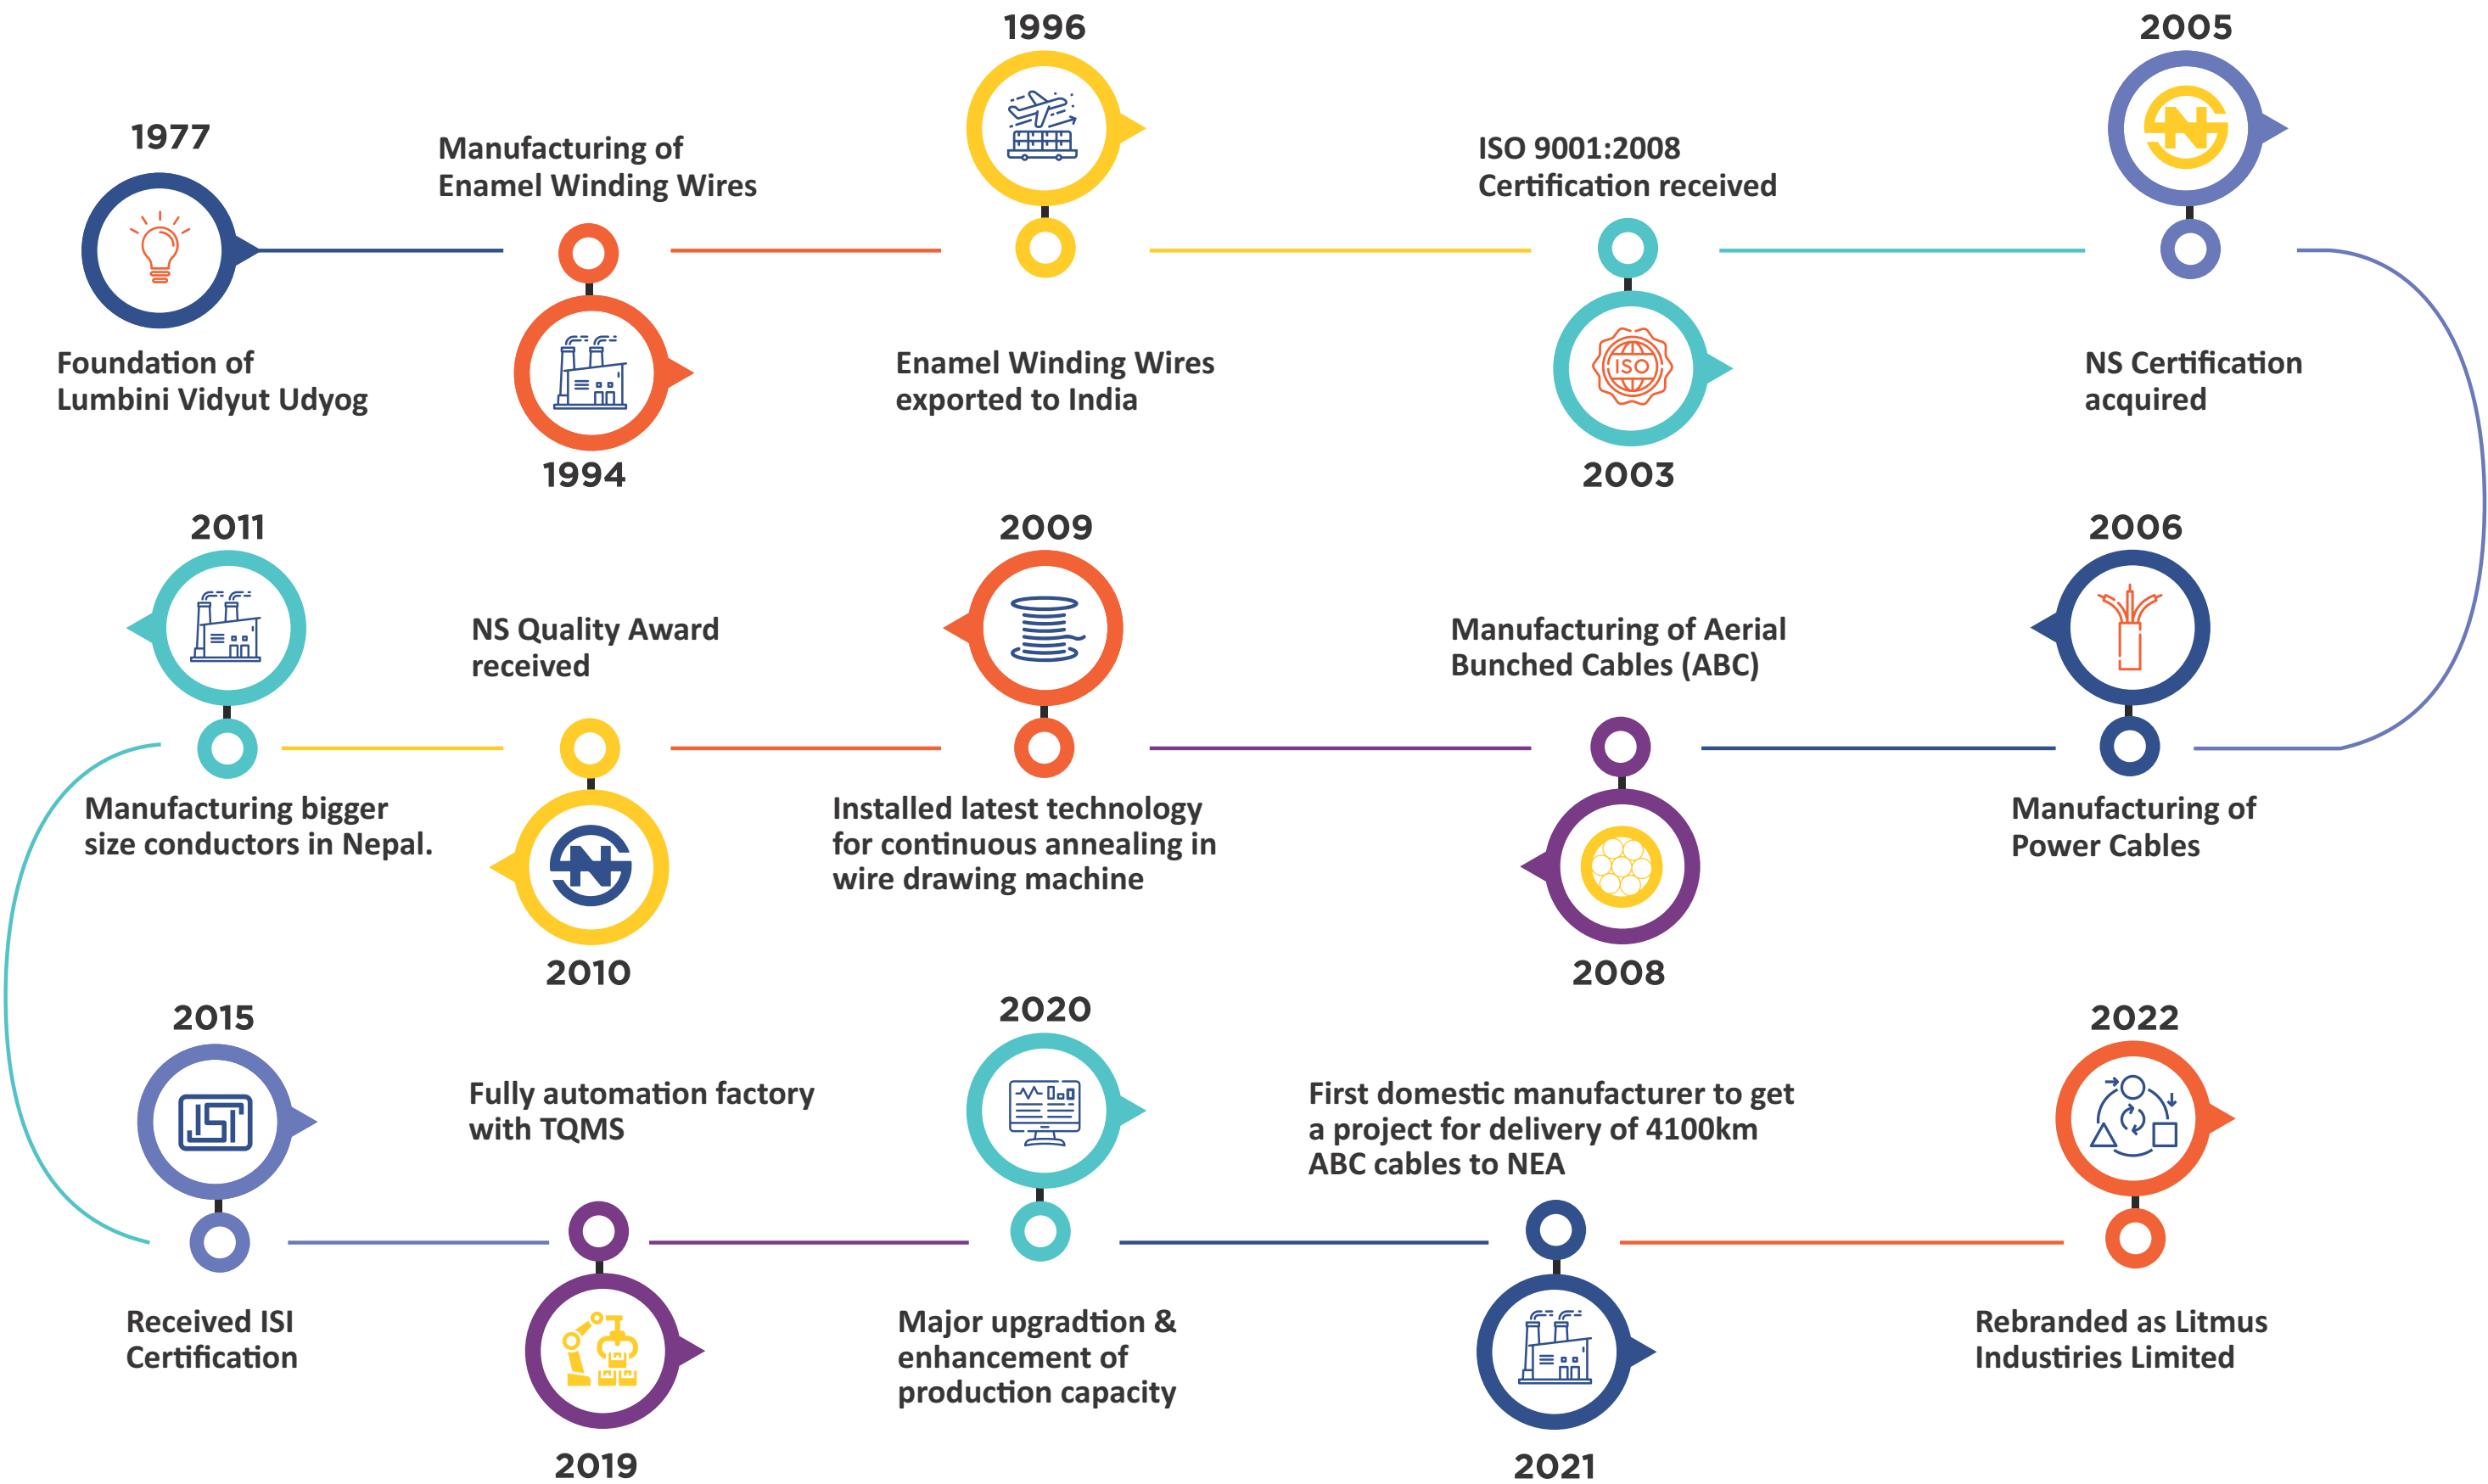 1977
Foundation of
Lumbini Vidyut Udyog
Manufacturing of
Enamel Winding Wires
1994
1996
Enamel Winding Wires
exported to India
ISO 9001:2008
Certification received
ISO
2003
2005
NS Certification
acquired
2006
Manufacturing of
Power Cables
Manufacturing of Aerial
Bunched Cables (ABC)
2008
2009
Installed latest technology
for continuous annealing in
wire drawing machine
NS Quality Award
received
2010
2011
Manufacturing bigger
size conductors in Nepal.
2015
ISI
Received ISI
Certification
Fully automation factory
with TQMS
2019
2020
Major upgradtion &
enhancement of
production capacity
First domestic manufacturer to get
a project for delivery of 4100km
ABC cables to NEA
2021
2022
Rebranded as Litmus
Industiries Limited